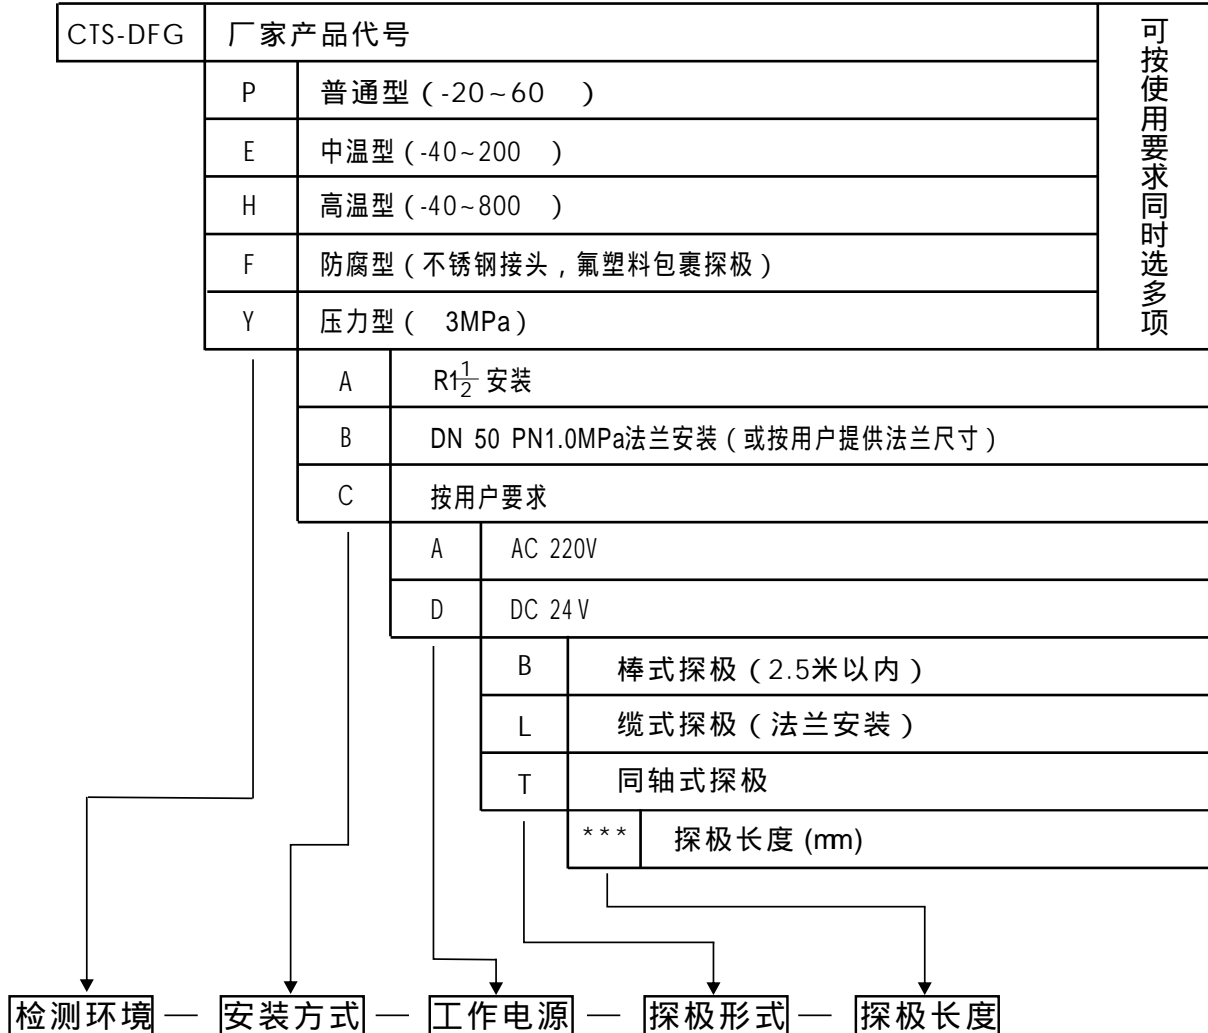 CTS-DFG 厂家产品代号
可按使用要求同时选多项
P 普通型（-20~60 ）
E 中温型（-40~200 ）
H 高温型（-40~800 ）
F 防腐型（不锈钢接头，氟塑料包裹探极）
Y 压力型（ 3MPa）
A R1½ 安装
B DN 50 PN1.0MPa法兰安装（或按用户提供法兰尺寸）
C 按用户要求
A AC 220V
D DC 24V
B 棒式探极（2.5米以内）
L 缆式探极（法兰安装）
T 同轴式探极
*** 探极长度 (mm)
检测环境 — 安装方式 — 工作电源 — 探极形式 — 探极长度